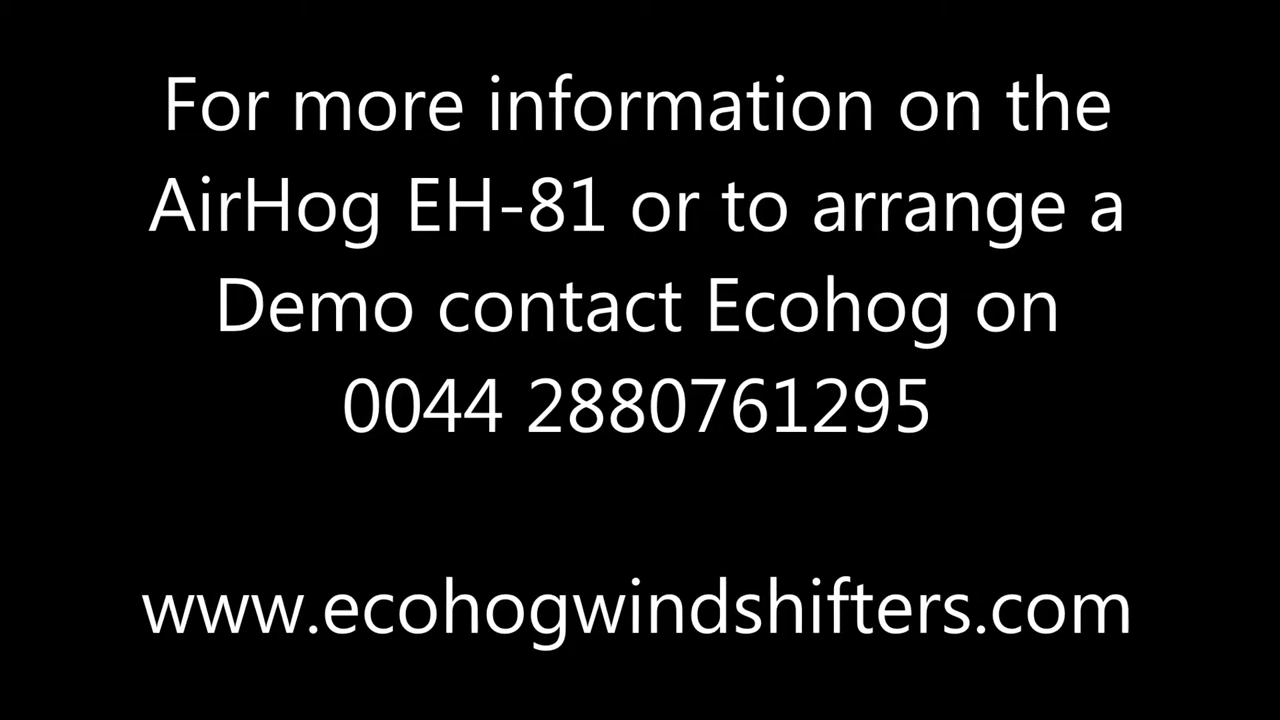 For more information on the
AirHog EH-81 or to arrange a
Demo contact Ecohog on
0044 2880761295
www.ecohogwindshifters.com